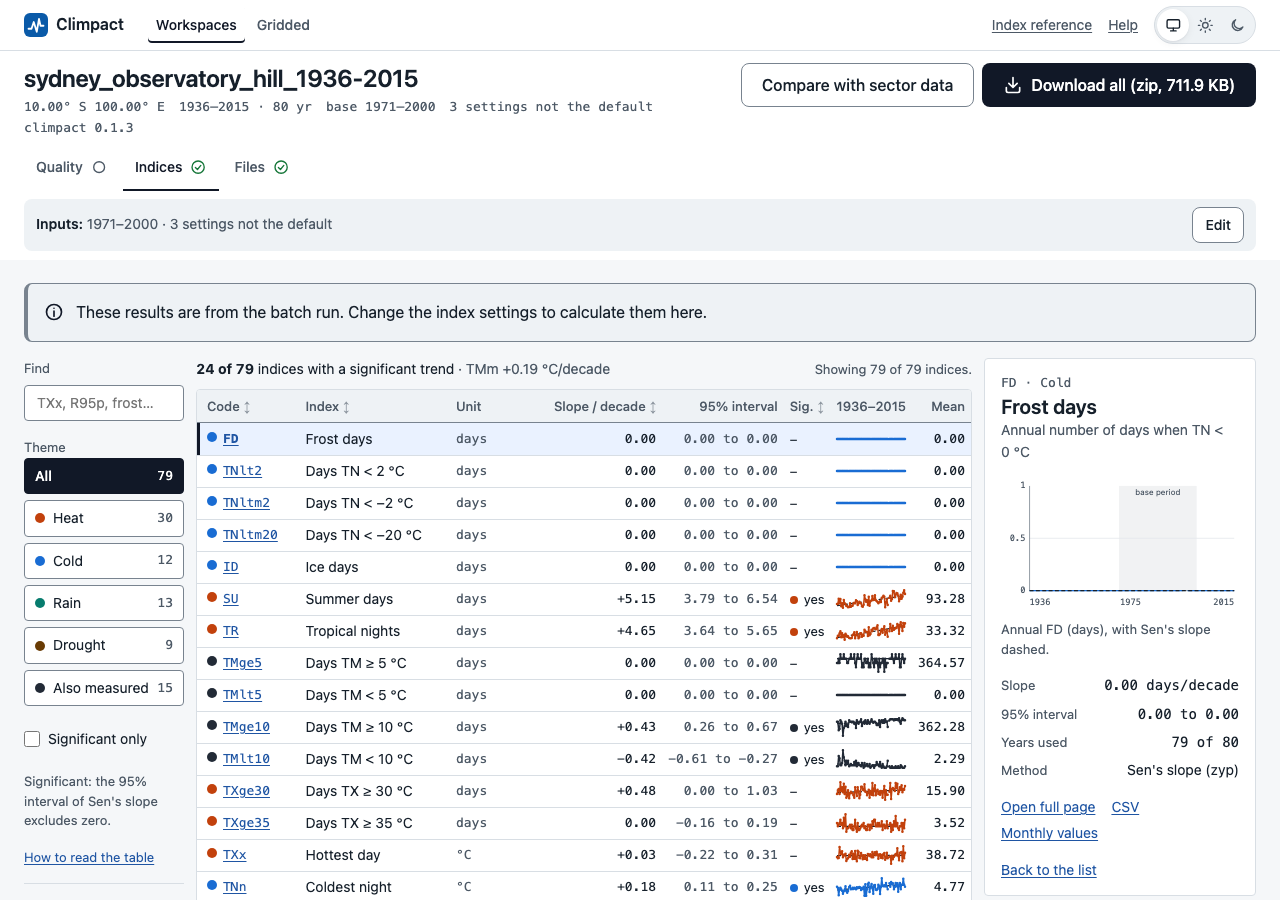 Climpact
Workspaces
Gridded
Index reference
Help
sydney_observatory_hill_1936-2015
10.00° S 100.00° E 1936–2015 · 80 yr base 1971–2000 3 settings not the default
climpact 0.1.3
Compare with sector data
Download all (zip, 711.9 KB)
Quality
Indices
Files
Inputs: 1971–2000 · 3 settings not the default
Edit
These results are from the batch run. Change the index settings to calculate them here.
Find
TXx, R95p, frost…
Theme
All 79
Heat 30
Cold 12
Rain 13
Drought 9
Also measured 15
Significant only
Significant: the 95%
interval of Sen's slope
excludes zero.
How to read the table
24 of 79 indices with a significant trend · TMm +0.19 °C/decade
Showing 79 of 79 indices.
Code ↕ Index ↕ Unit Slope / decade ↕ 95% interval Sig. ↕ 1936–2015 Mean
FD Frost days days 0.00 0.00 to 0.00 – 0.00
TNlt2 Days TN < 2 °C days 0.00 0.00 to 0.00 – 0.00
TNltm2 Days TN < −2 °C days 0.00 0.00 to 0.00 – 0.00
TNltm20 Days TN < −20 °C days 0.00 0.00 to 0.00 – 0.00
ID Ice days days 0.00 0.00 to 0.00 – 0.00
SU Summer days days +5.15 3.79 to 6.54 yes 93.28
TR Tropical nights days +4.65 3.64 to 5.65 yes 33.32
TMge5 Days TM ≥ 5 °C days 0.00 0.00 to 0.00 – 364.57
TMlt5 Days TM < 5 °C days 0.00 0.00 to 0.00 – 0.00
TMge10 Days TM ≥ 10 °C days +0.43 0.26 to 0.67 yes 362.28
TMlt10 Days TM < 10 °C days −0.42 −0.61 to −0.27 yes 2.29
TXge30 Days TX ≥ 30 °C days +0.48 0.00 to 1.03 – 15.90
TXge35 Days TX ≥ 35 °C days 0.00 −0.16 to 0.19 – 3.52
TXx Hottest day °C +0.03 −0.22 to 0.31 – 38.72
TNn Coldest night °C +0.18 0.11 to 0.25 yes 4.77
FD · Cold
Frost days
Annual number of days when TN <
0 °C
1
base period
0.5
0
1936 1975 2015
Annual FD (days), with Sen's slope
dashed.
Slope 0.00 days/decade
95% interval 0.00 to 0.00
Years used 79 of 80
Method Sen's slope (zyp)
Open full page CSV
Monthly values
Back to the list